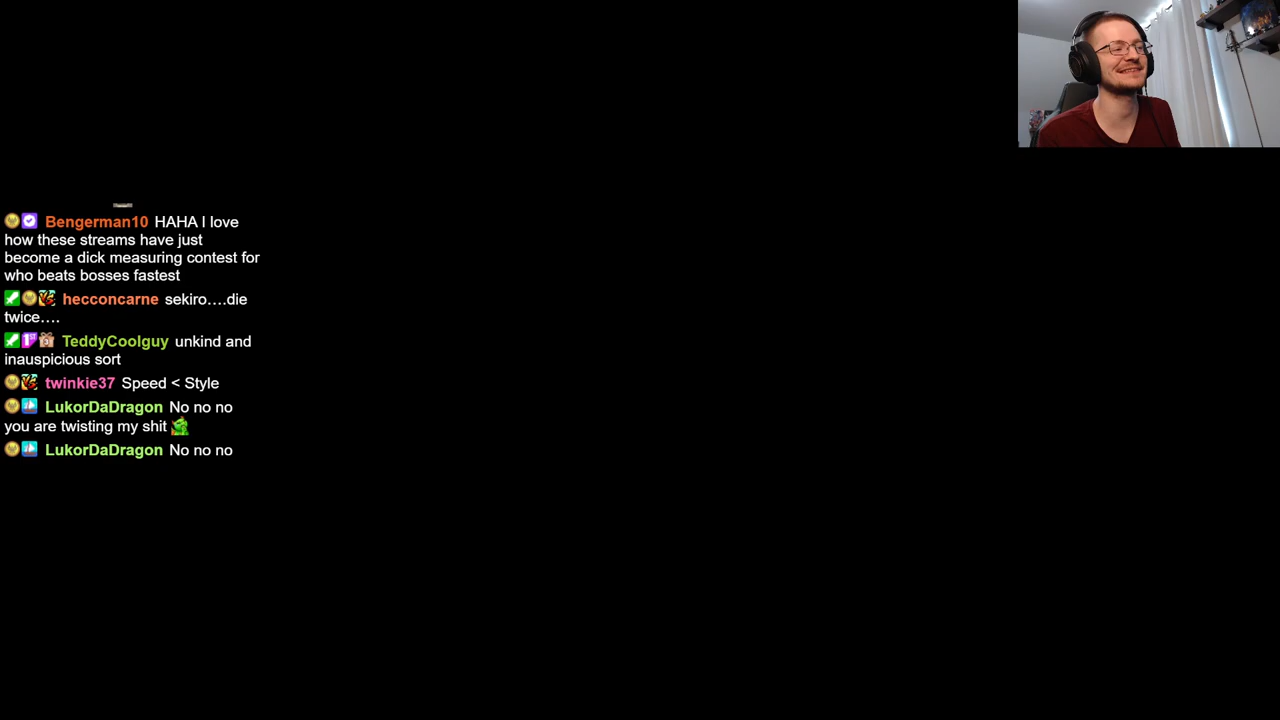 Bengerman10 HAHA I love
how these streams have just
become a dick measuring contest for
who beats bosses fastest
hecconcarne sekiro....die
twice....
TeddyCoolguy unkind and
inauspicious sort
twinkie37 Speed < Style
LukorDaDragon No no no
you are twisting my shit
LukorDaDragon No no no